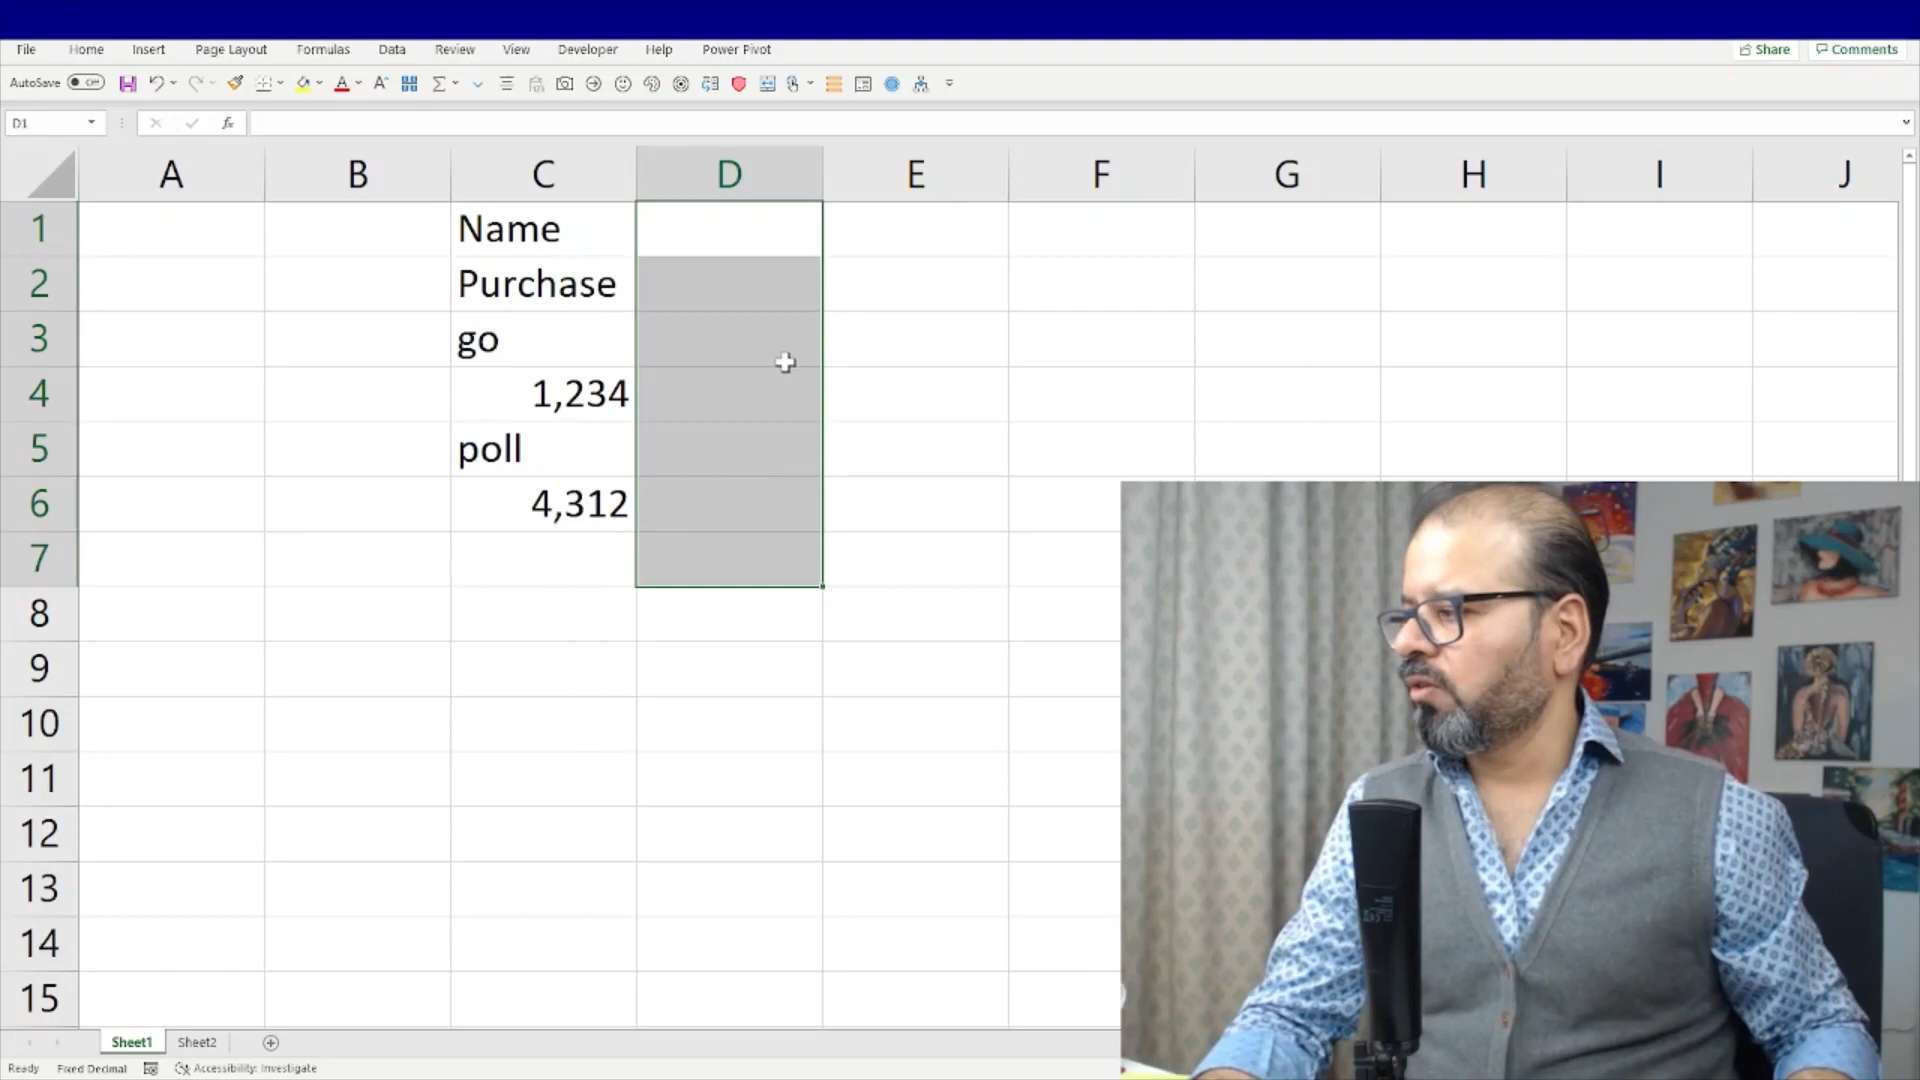 File Home Insert Page Layout Formulas Data Review View Developer Help Power Pivot Share Comments
AutoSave Off
D1 fx
A B C D E F G H I J
1 Name
2 Purchase
3 go
4 1,234
5 poll
6 4,312
7
8
9
10
11
12
13
14
15
Sheet1 Sheet2
Ready Fixed Decimal Accessibility: Investigate